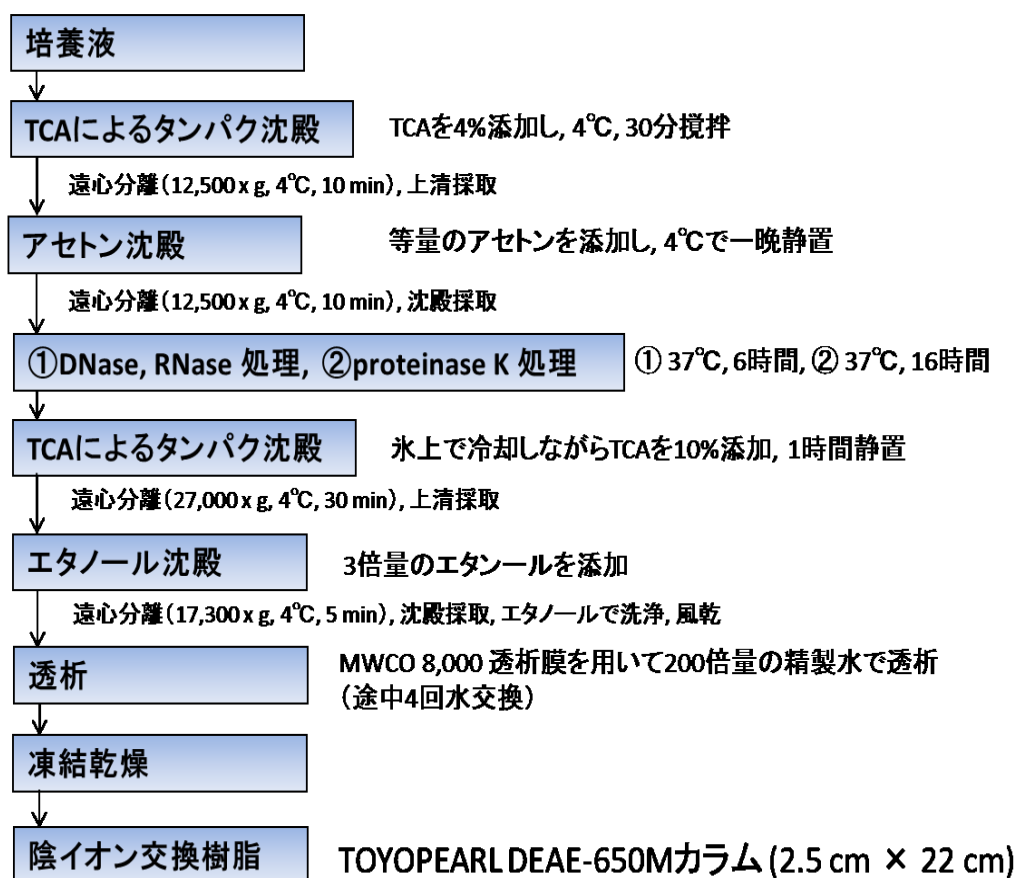 培養液
TCAによるタンパク沈殿 TCAを4%添加し, 4℃, 30分撹拌
遠心分離(12,500 x g, 4℃, 10 min), 上清採取
アセトン沈殿 等量のアセトンを添加し, 4℃で一晩静置
遠心分離(12,500 x g, 4℃, 10 min), 沈殿採取
①DNase, RNase 処理, ②proteinase K 処理 ① 37℃, 6時間, ② 37℃, 16時間
TCAによるタンパク沈殿 氷上で冷却しながらTCAを10%添加, 1時間静置
遠心分離(27,000 x g, 4℃, 30 min), 上清採取
エタノール沈殿 3倍量のエタンールを添加
遠心分離(17,300 x g, 4℃, 5 min), 沈殿採取, エタノールで洗浄, 風乾
透析 MWCO 8,000 透析膜を用いて200倍量の精製水で透析
(途中4回水交換)
凍結乾燥
陰イオン交換樹脂 TOYOPEARL DEAE-650Mカラム (2.5 cm × 22 cm)